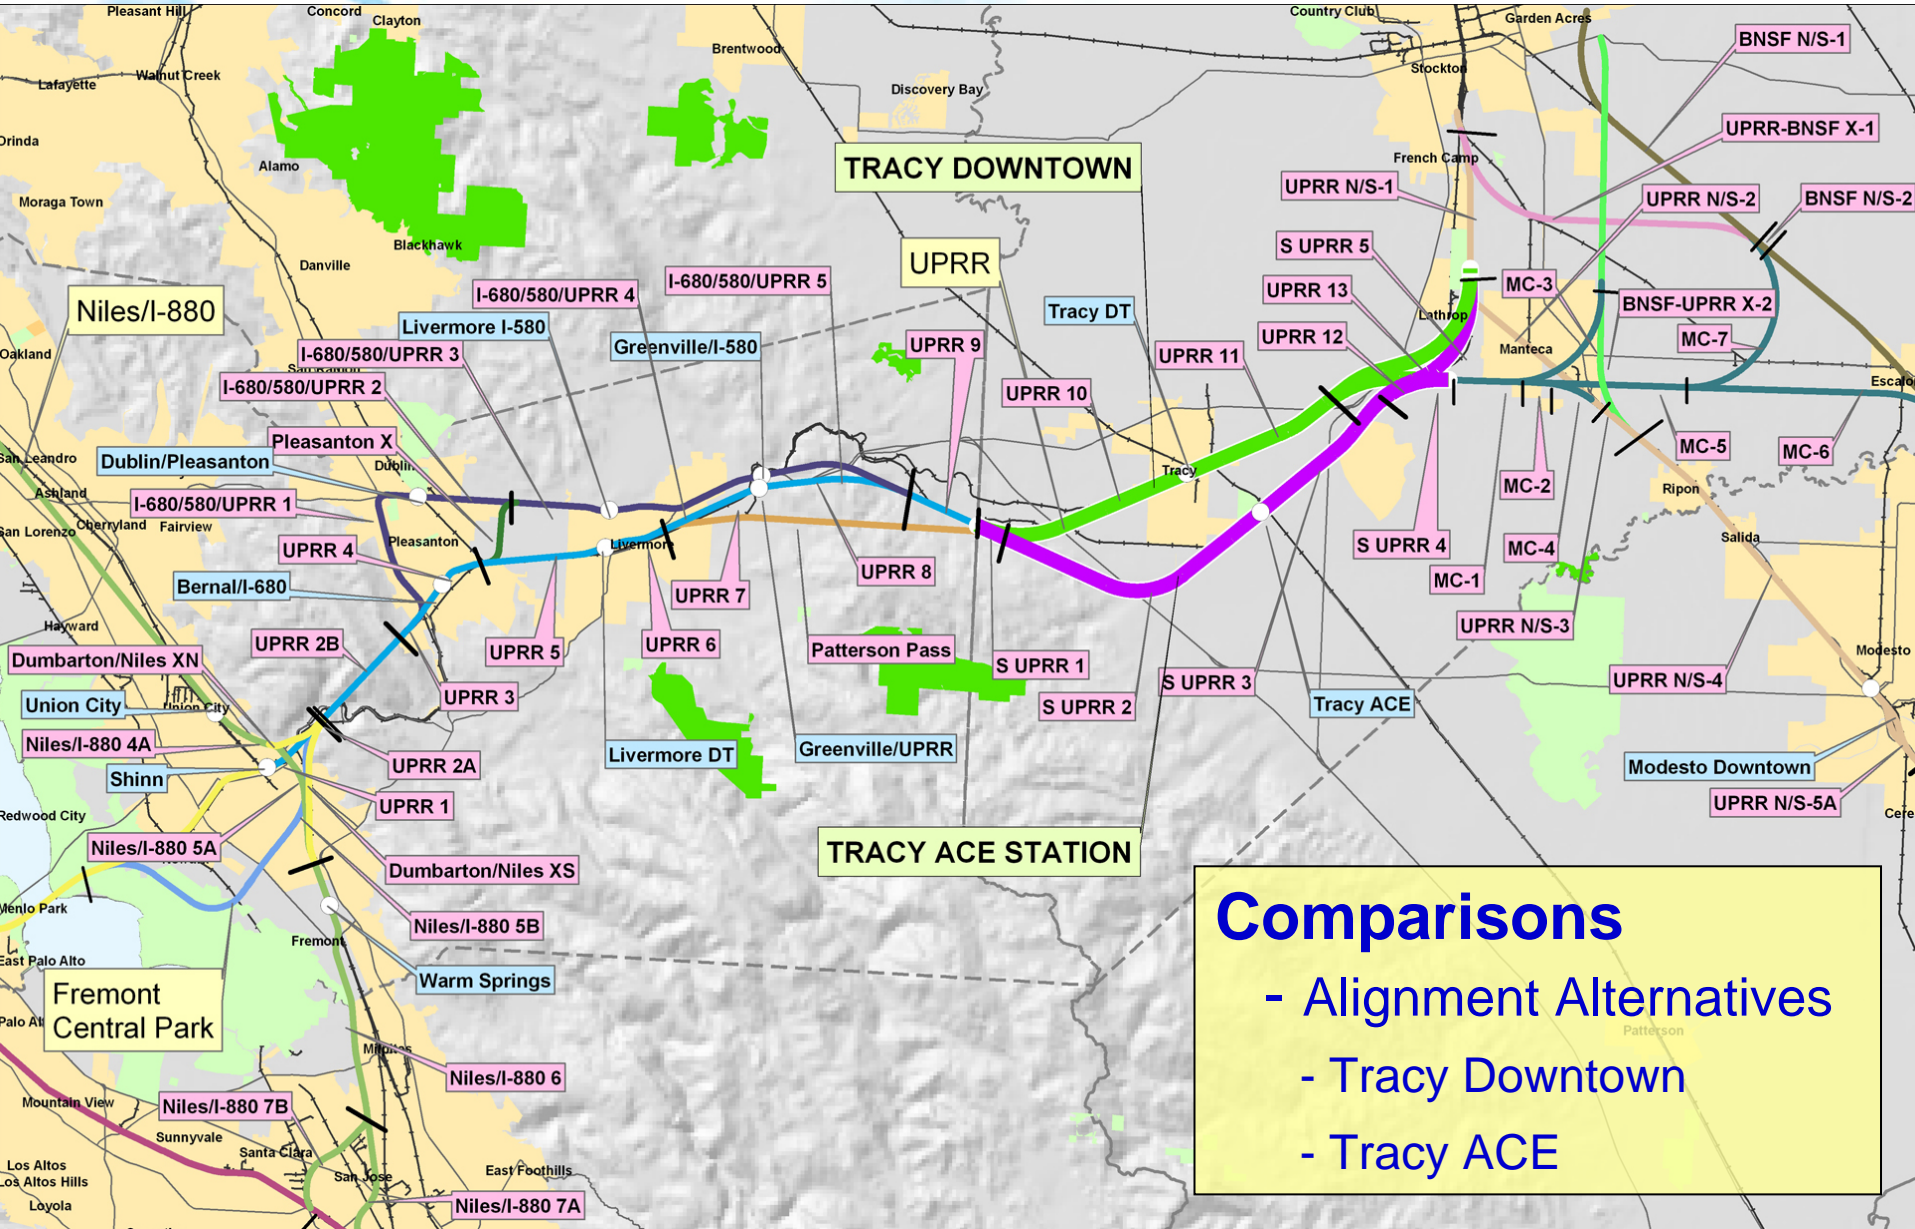 Pleasant Hill
Concord
Clayton
Country Club
Garden Acres
Lafayette
Walnut Creek
Brentwood
BNSF N/S-1
Stockton
Discovery Bay
Orinda
Alamo
TRACY DOWNTOWN
French Camp
UPRR-BNSF X-1
Moraga Town
UPRR N/S-1
UPRR N/S-2
BNSF N/S-2
Blackhawk
Danville
UPRR
S UPRR 5
Niles/I-880
I-680/580/UPRR 4
I-680/580/UPRR 5
UPRR 13
MC-3
BNSF-UPRR X-2
Livermore I-580
Tracy DT
Lathrop
Greenville/I-580
UPRR 9
UPRR 12
MC-7
Oakland
I-680/580/UPRR 3
UPRR 11
Manteca
San Ramon
I-680/580/UPRR 2
UPRR 10
Escalon
Pleasanton X
Dublin/Pleasanton
Dublin
San Leandro
Tracy
MC-5
MC-6
Ashland
I-680/580/UPRR 1
MC-2
Ripon
San Lorenzo
Cherryland
Fairview
Pleasanton
Livermore
UPRR 4
S UPRR 4
MC-4
Salida
Bernal/I-680
UPRR 8
MC-1
UPRR 7
Hayward
UPRR 2B
UPRR 5
UPRR 6
Patterson Pass
UPRR N/S-3
Dumbarton/Niles XN
S UPRR 1
Modesto
UPRR 3
S UPRR 2
S UPRR 3
UPRR N/S-4
Union City
Union City
Tracy ACE
Niles/I-880 4A
Livermore DT
Greenville/UPRR
Shinn
UPRR 2A
Modesto Downtown
UPRR 1
UPRR N/S-5A
Redwood City
Cere
Niles/I-880 5A
TRACY ACE STATION
Dumbarton/Niles XS
Menlo Park
Niles/I-880 5B
Fremont
East Palo Alto
Warm Springs
Fremont
Central Park
Palo Al
Milpitas
Niles/I-880 6
Mountain View
Niles/I-880 7B
Sunnyvale
Santa Clara
Los Altos
Los Altos Hills
San Jose
East Foothills
Loyola
Niles/I-880 7A
Comparisons
- Alignment Alternatives
Patterson
- Tracy Downtown
- Tracy ACE